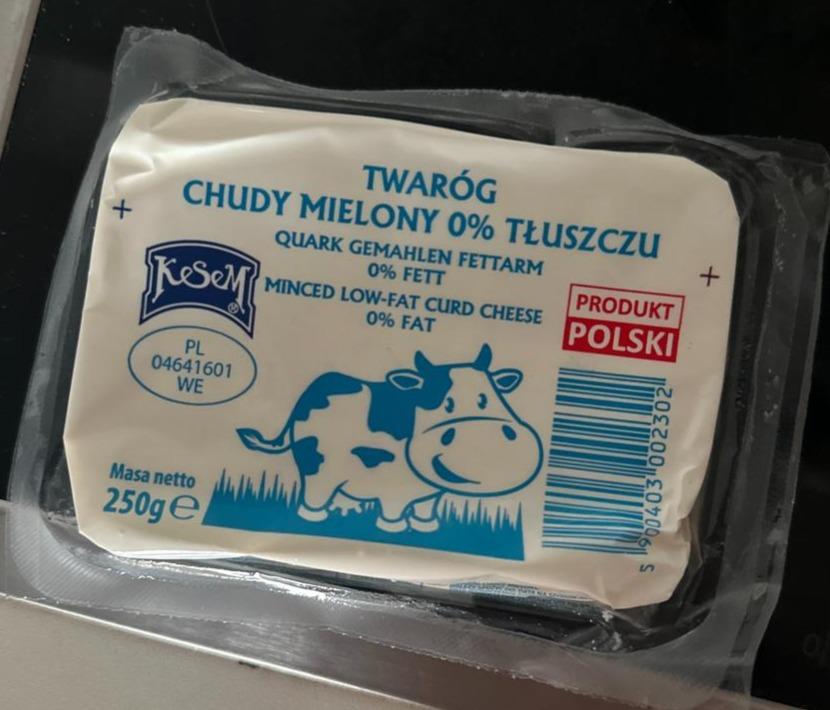 TWARÓG
CHUDY MIELONY 0% TŁUSZCZU
QUARK GEMAHLEN FETTARM
0% FETT
MINCED LOW-FAT CURD CHEESE
0% FAT
KeSeM
®
PL
04641601
WE
PRODUKT
POLSKI
Masa netto
250g e
5 900403 002302